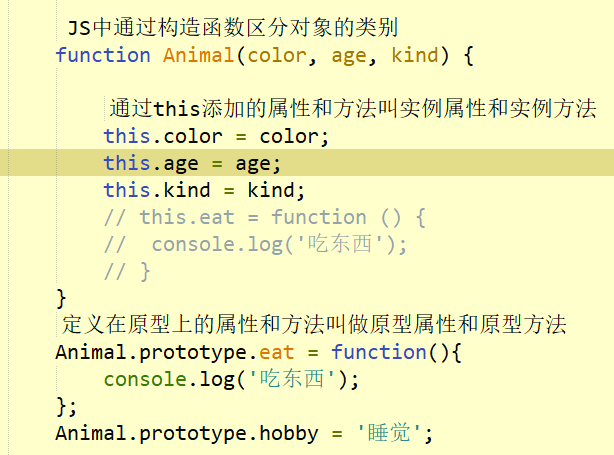 JS中通过构造函数区分对象的类别
function Animal(color, age, kind) {
通过this添加的属性和方法叫实例属性和实例方法
this.color = color;
this.age = age;
this.kind = kind;
// this.eat = function () {
//  console.log('吃东西');
// }
}
定义在原型上的属性和方法叫做原型属性和原型方法
Animal.prototype.eat = function(){
console.log('吃东西');
};
Animal.prototype.hobby = '睡觉';